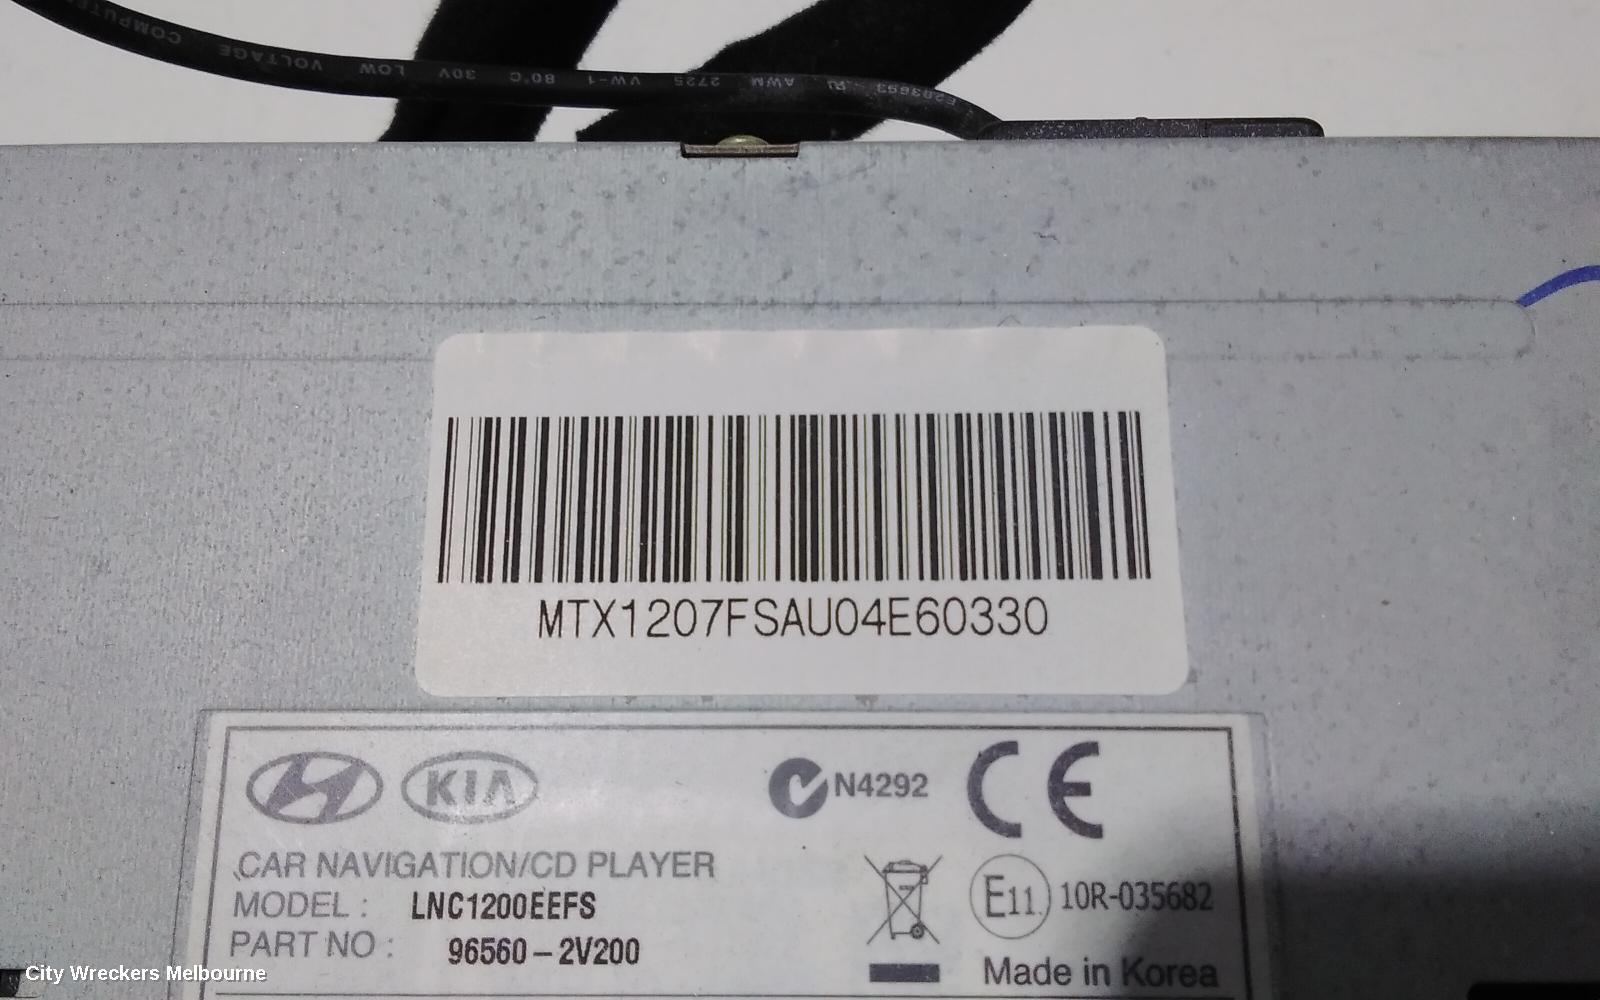 E203693 RU AWM 2725 VW-1 80°C 30V LOW VOLTAGE COMPUTER
MTX1207FSAU04E60330
KIA
N4292
CE
CAR NAVIGATION/CD PLAYER
MODEL : LNC1200EEFS
E11 10R-035682
PART NO : 96560-2V200
Made in Korea
City Wreckers Melbourne